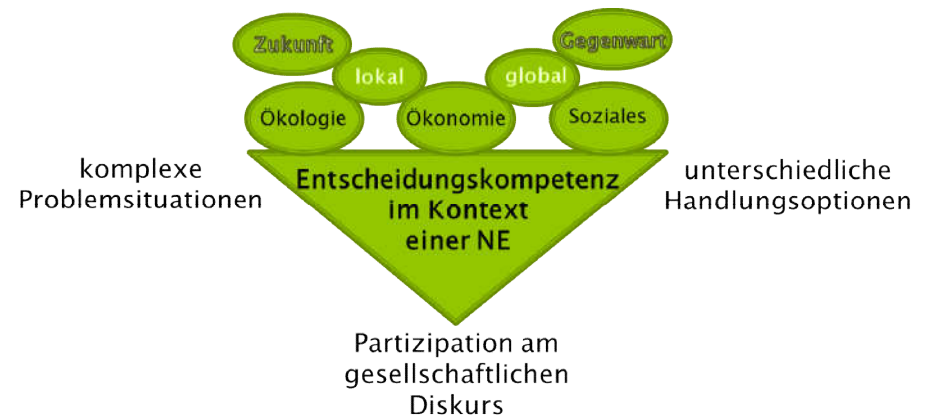 Zukunft
Gegenwart
lokal
global
Ökologie
Ökonomie
Soziales
komplexe
Problemsituationen
Entscheidungskompetenz
im Kontext
einer NE
unterschiedliche
Handlungsoptionen
Partizipation am
gesellschaftlichen
Diskurs